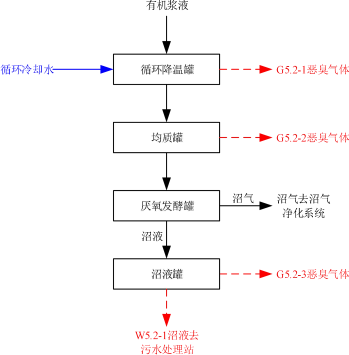 有机浆液
循环冷却水
循环降温罐
G5.2-1恶臭气体
均质罐
G5.2-2恶臭气体
厌氧发酵罐
沼气
沼气去沼气
净化系统
沼液
沼液罐
G5.2-3恶臭气体
W5.2-1沼液去
污水处理站